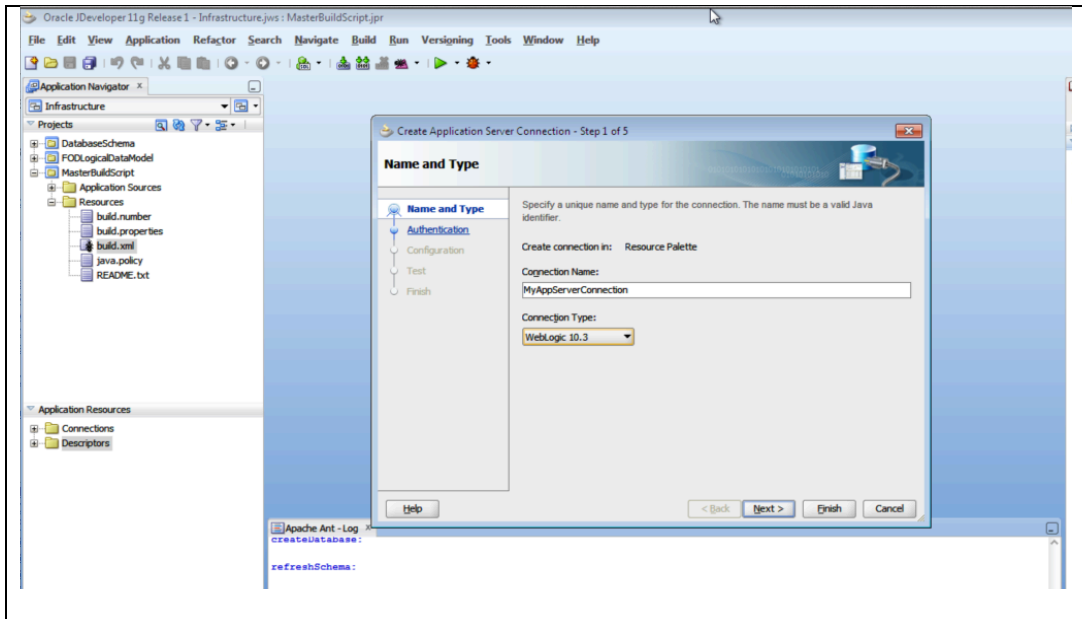 Oracle JDeveloper 11g Release 1 - Infrastructure.jws : MasterBuildScript.jpr
File Edit View Application Refactor Search Navigate Build Run Versioning Tools Window Help
Application Navigator x
Infrastructure
Projects
DatabaseSchema
FODLogicalDataModel
MasterBuildScript
Application Sources
Resources
build.number
build.properties
build.xml
java.policy
README.txt
Application Resources
Connections
Descriptors
Create Application Server Connection - Step 1 of 5
Name and Type
Name and Type
Authentication
Configuration
Test
Finish
Specify a unique name and type for the connection. The name must be a valid Java
identifier.
Create connection in: Resource Palette
Connection Name:
MyAppServerConnection
Connection Type:
WebLogic 10.3
Help
< Back Next > Finish Cancel
Apache Ant - Log x
createDatabase:
refreshSchema: